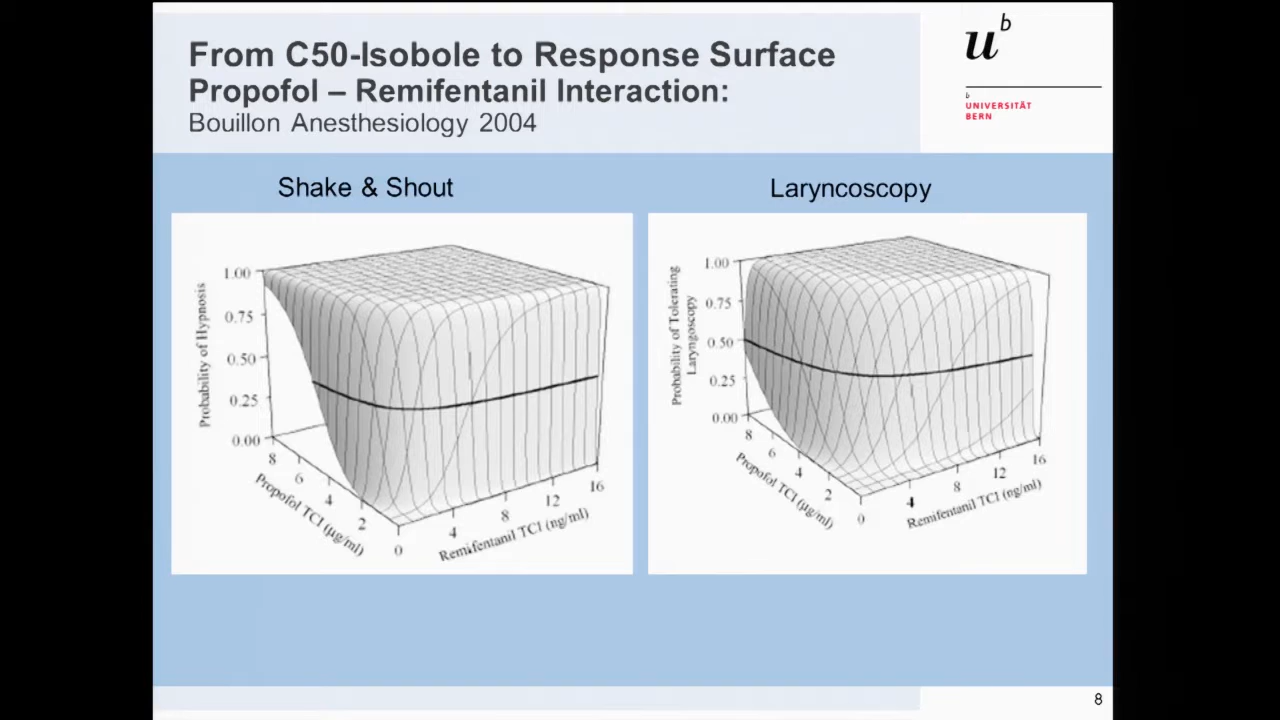 From C50-Isobole to Response Surface
Propofol – Remifentanil Interaction:
Bouillon Anesthesiology 2004
u b
b
UNIVERSITÄT
BERN
Shake & Shout
Laryncoscopy
Probability of Hypnosis
1.00
0.75
0.50
0.25
0.00
8
6
4
2
0
Propofol TCI (µg/ml)
4
8
12
16
Remifentanil TCI (ng/ml)
Probability of Tolerating
Laryngoscopy
1.00
0.75
0.50
0.25
0.00
8
6
4
2
0
Propofol TCI (µg/ml)
4
8
12
16
Remifentanil TCI (ng/ml)
8